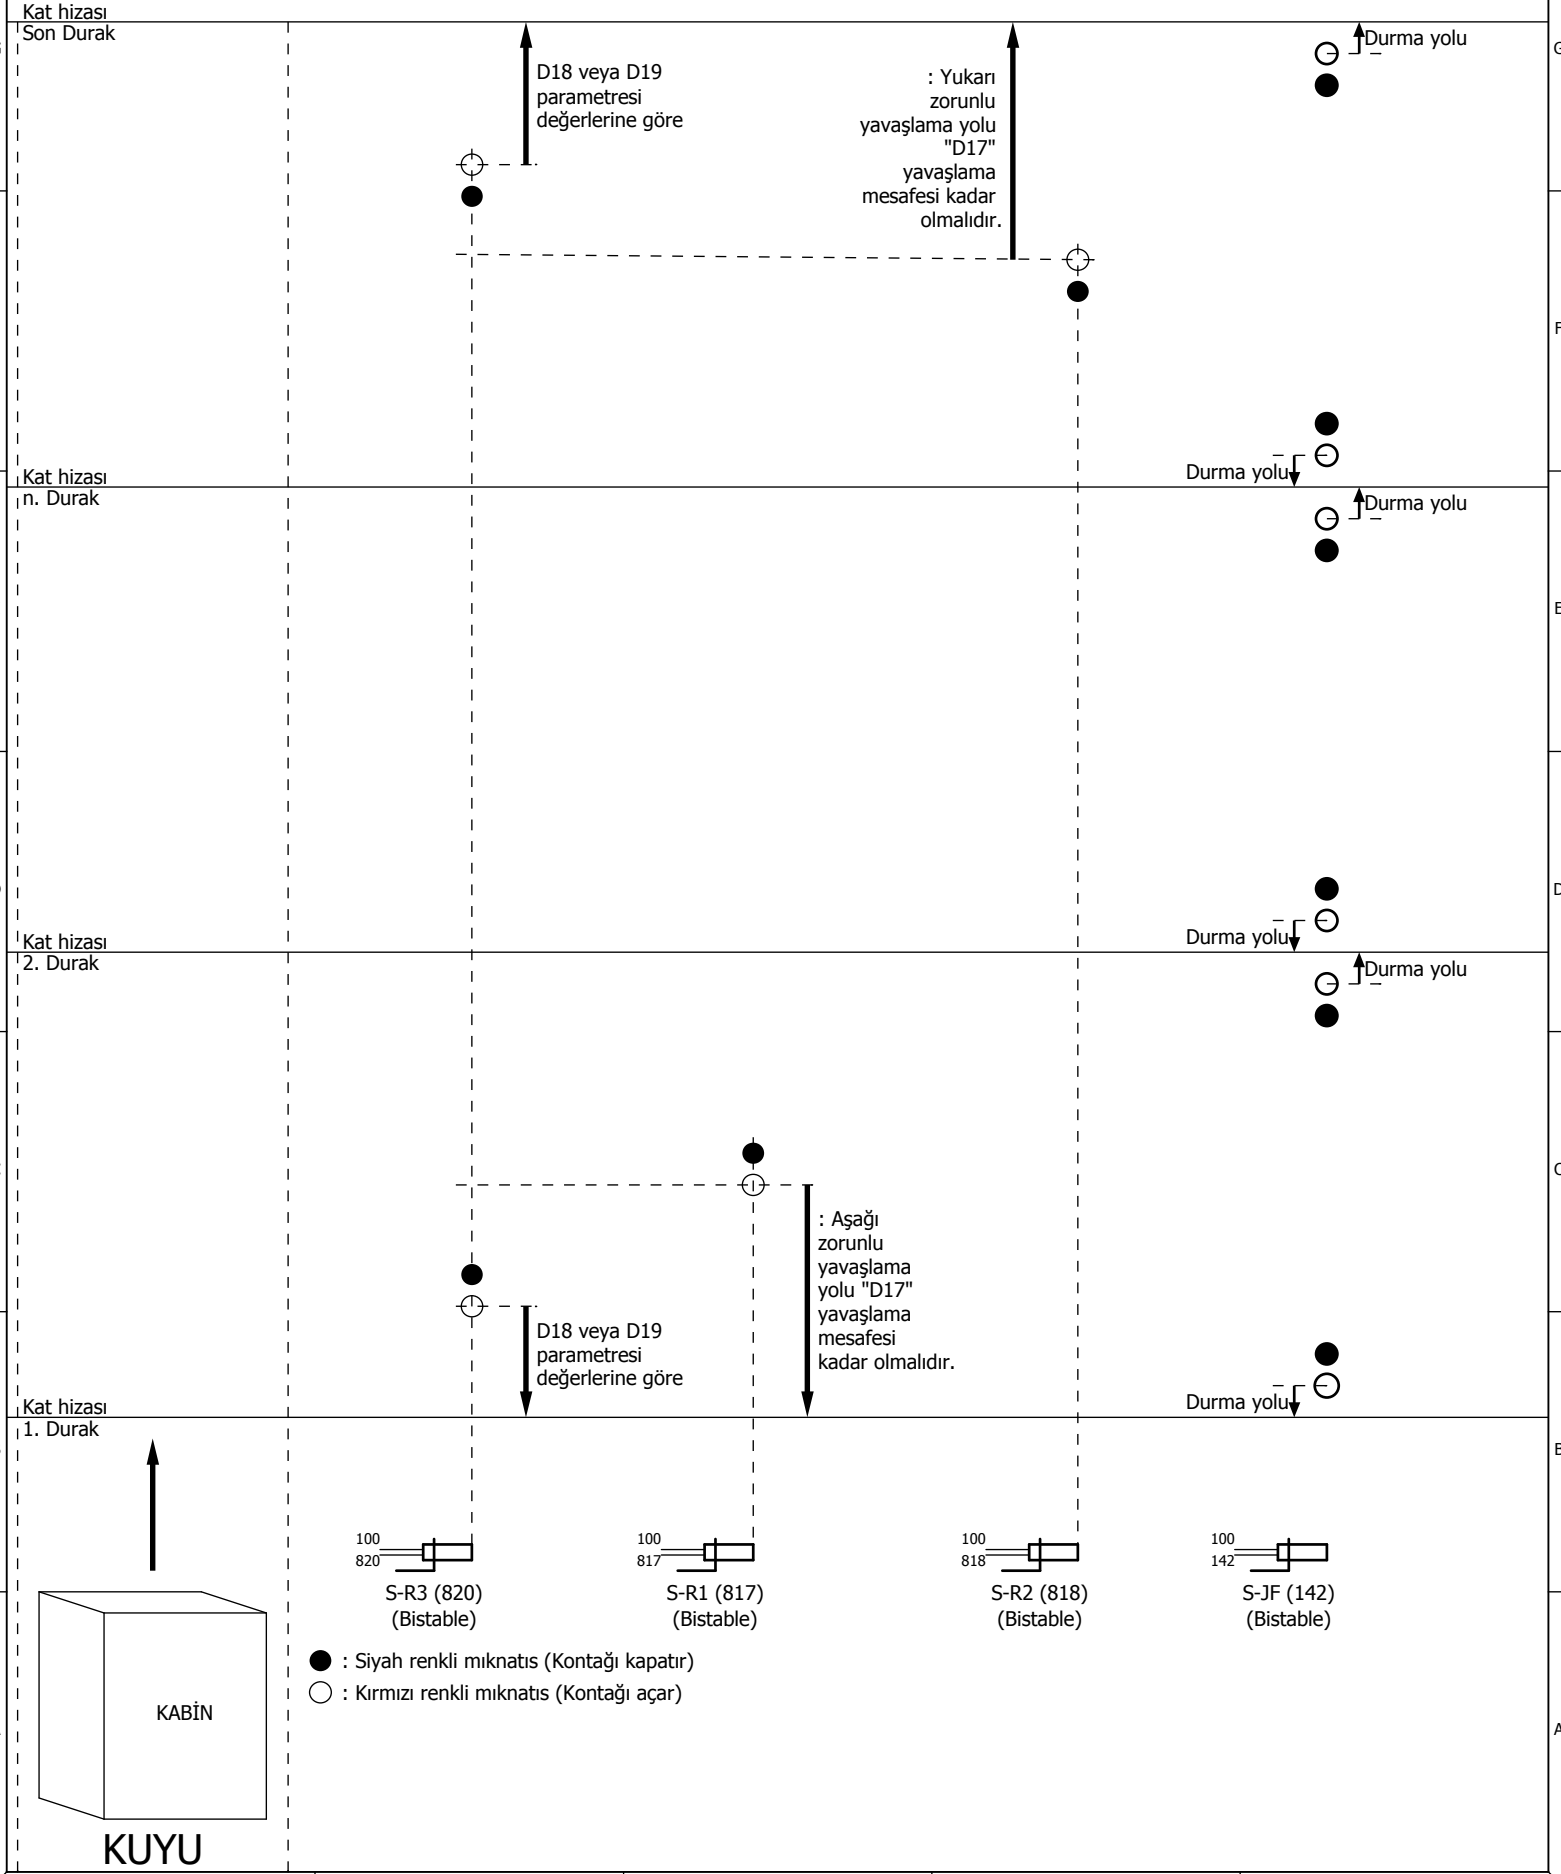 Kat hizası
Son Durak
D18 veya D19
parametresi
değerlerine göre
: Yukarı
zorunlu
yavaşlama yolu
"D17"
yavaşlama
mesafesi kadar
olmalıdır.
Durma yolu
G
F
Kat hizası
n. Durak
Durma yolu
Durma yolu
E
D
Kat hizası
2. Durak
Durma yolu
Durma yolu
C
: Aşağı
zorunlu
yavaşlama
yolu "D17"
yavaşlama
mesafesi
kadar olmalıdır.
D18 veya D19
parametresi
değerlerine göre
Kat hizası
1. Durak
Durma yolu
B
100
820
S-R3 (820)
(Bistable)
100
817
S-R1 (817)
(Bistable)
100
818
S-R2 (818)
(Bistable)
100
142
S-JF (142)
(Bistable)
: Siyah renkli mıknatıs (Kontağı kapatır)
: Kırmızı renkli mıknatıs (Kontağı açar)
KABİN
A
KUYU